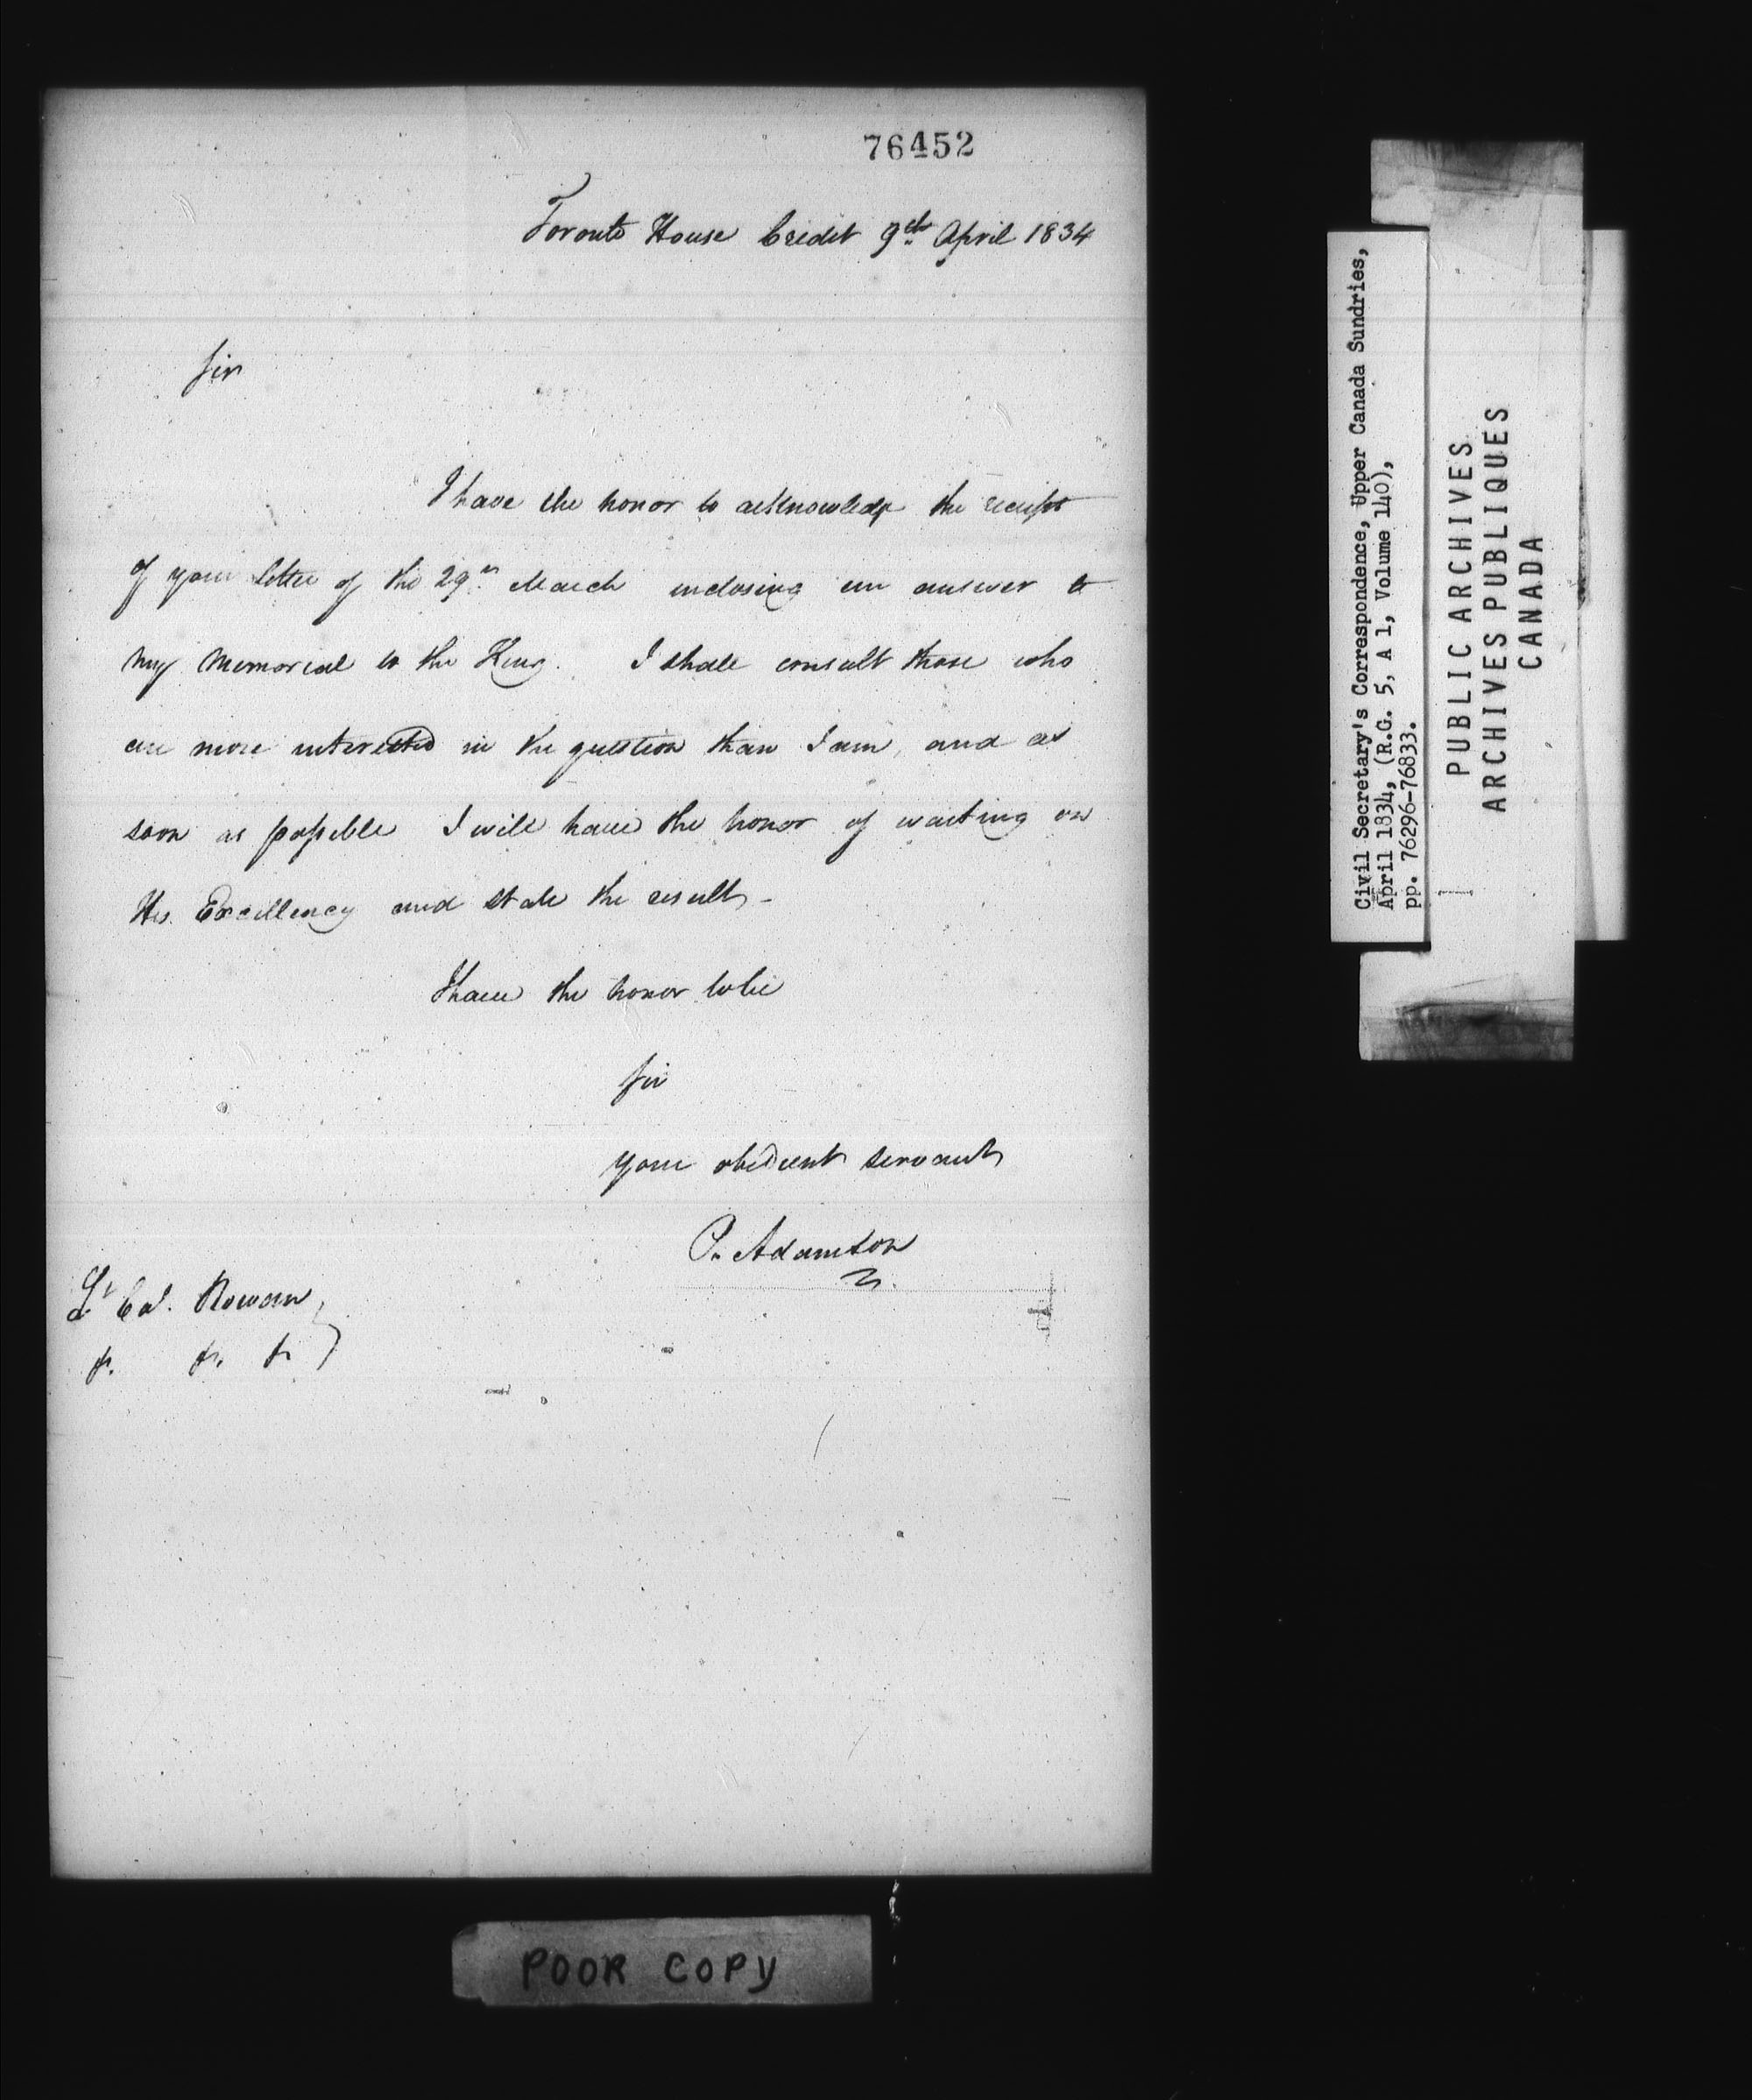 76452
Toronto House Credit 9th April 1834
Sir
I have the honor to acknowledge the receipt
of your letter of the 29th March inclosing an answer to
my Memorial to the King. I shall consult those who
are more interested in the question than I am, and as
soon as possible I will have the honor of waiting on
His Excellency and state the result -
I have the honor to be
Sir
your obedient servant
P. Adamson
Lt Col. Rowan
&. &. &
POOR COPY
Civil Secretary's Correspondence, Upper Canada Sundries,
April 1834, (R.G. 5, A 1, Volume 140),
pp. 76296-76833.
PUBLIC ARCHIVES
ARCHIVES PUBLIQUES
CANADA